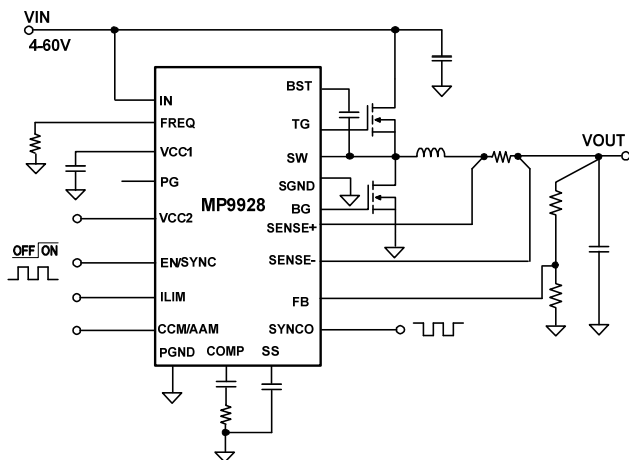 VIN
4-60V
VOUT
IN
FREQ
VCC1
PG
VCC2
EN/SYNC
ILIM
CCM/AAM
PGND
COMP
SS
MP9928
BST
TG
SW
SGND
BG
SENSE+
SENSE-
FB
SYNCO
OFF ON